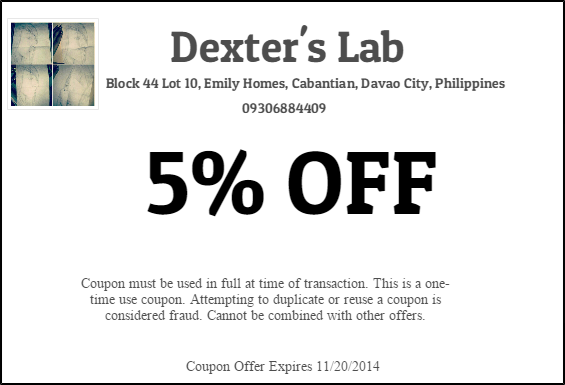 Dexter's Lab
Block 44 Lot 10, Emily Homes, Cabantian, Davao City, Philippines
09306884409
5% OFF
Coupon must be used in full at time of transaction. This is a one-
time use coupon. Attempting to duplicate or reuse a coupon is
considered fraud. Cannot be combined with other offers.
Coupon Offer Expires 11/20/2014